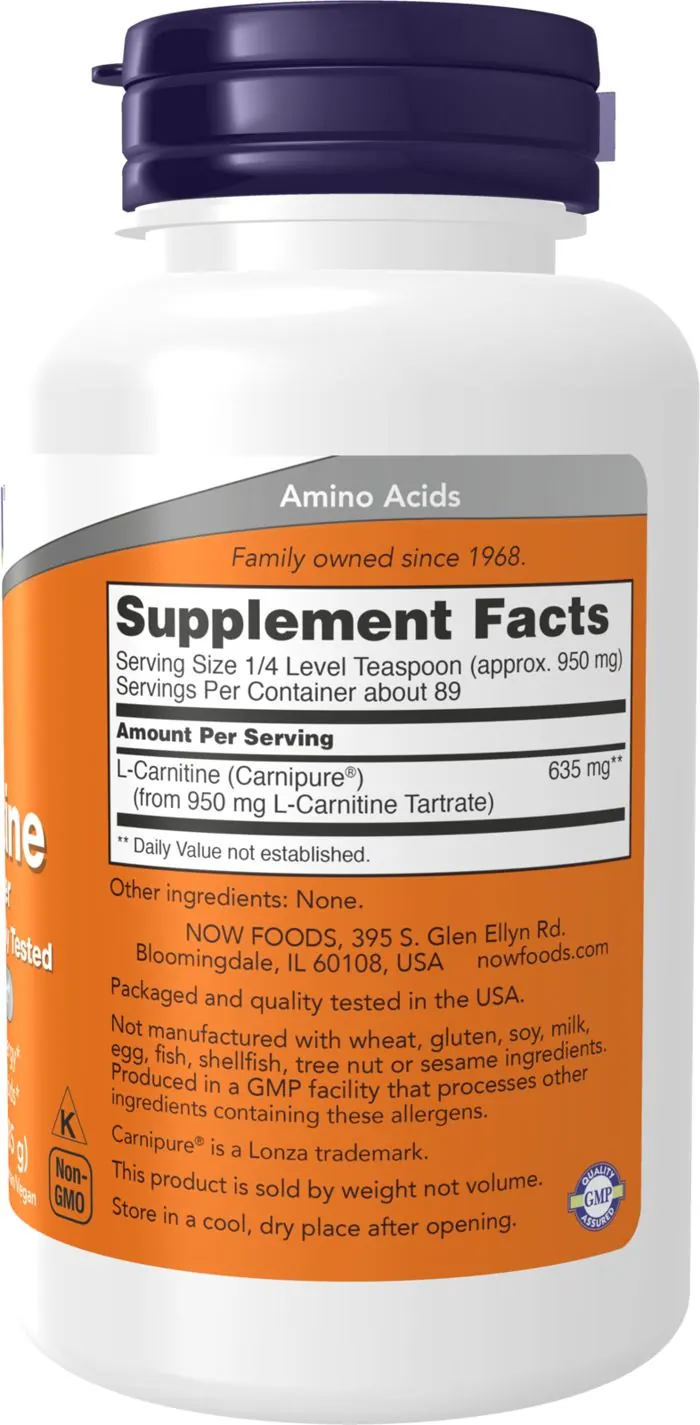 Amino Acids
Family owned since 1968.
Supplement Facts
Serving Size 1/4 Level Teaspoon (approx. 950 mg)
Servings Per Container about 89
Amount Per Serving
L-Carnitine (Carnipure®) 635 mg**
(from 950 mg L-Carnitine Tartrate)
** Daily Value not established.
Other ingredients: None.
NOW FOODS, 395 S. Glen Ellyn Rd.
Bloomingdale, IL 60108, USA nowfoods.com
Packaged and quality tested in the USA.
Not manufactured with wheat, gluten, soy, milk,
egg, fish, shellfish, tree nut or sesame ingredients.
Produced in a GMP facility that processes other
ingredients containing these allergens.
Carnipure® is a Lonza trademark.
This product is sold by weight not volume.
Store in a cool, dry place after opening.
Tested
K
Non-
GMO
Vegan
QUALITY
GMP
ASSURED